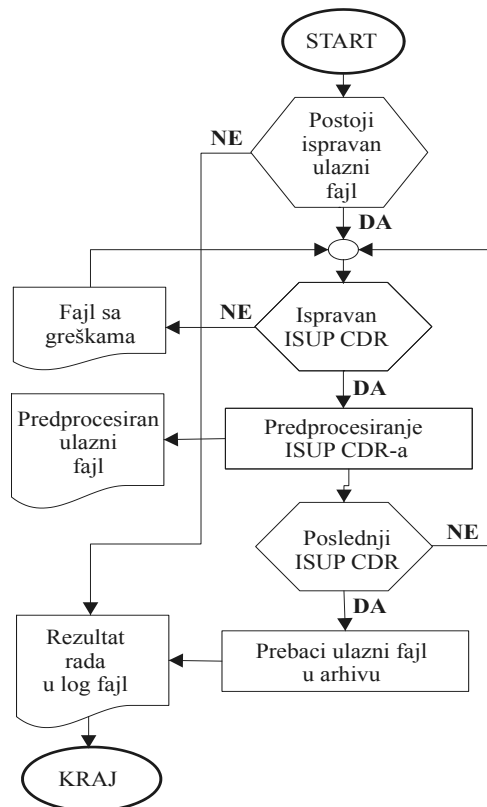 START
Postoji
ispravan
ulazni
fajl
NE
DA
Ispravan
ISUP CDR
NE
Fajl sa
greškama
DA
Predprocesiranje
ISUP CDR-a
Predprocesiran
ulazni
fajl
Poslednji
ISUP CDR
NE
DA
Prebaci ulazni fajl
u arhivu
Rezultat
rada
u log fajl
KRAJ